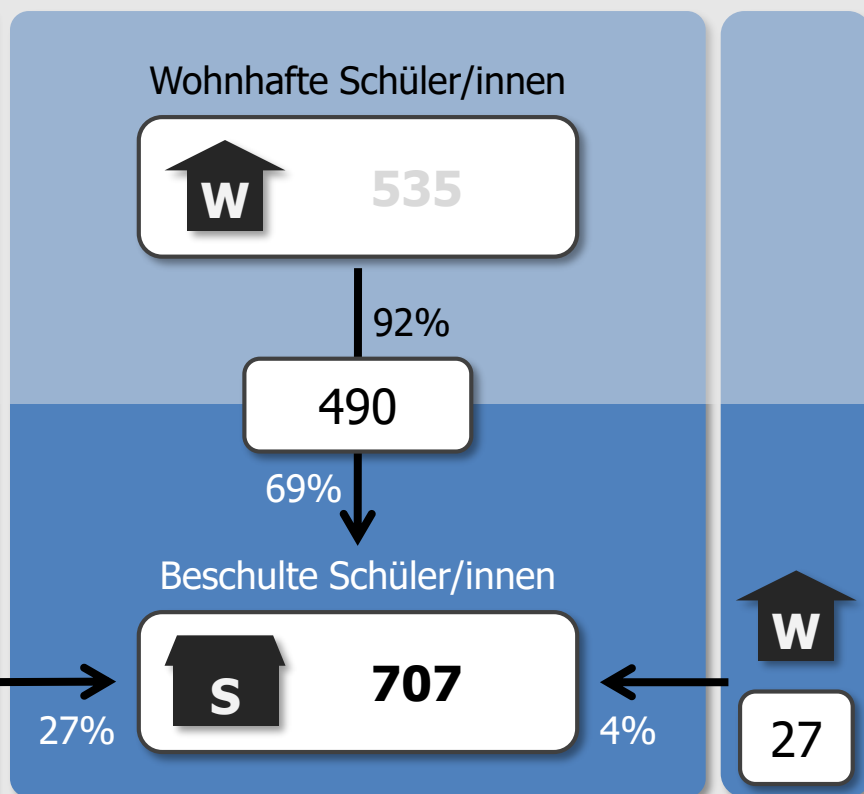 Wohnhafte Schüler/innen
W 535
92%
490
69%
Beschulte Schüler/innen
S 707
27%
4%
W
27